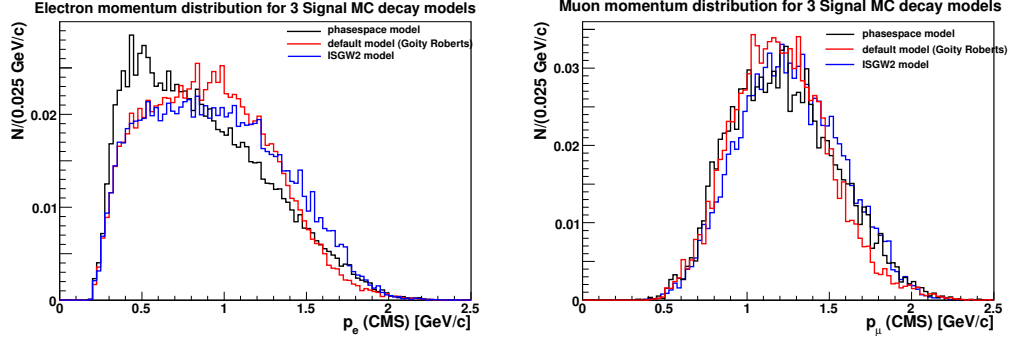 Electron momentum distribution for 3 Signal MC decay models
N/(0.025 GeV/c)
phasespace model
default model (Goity Roberts)
ISGW2 model
0.02
0.01
0
0 0.5 1 1.5 2 2.5
p_e (CMS) [GeV/c]
Muon momentum distribution for 3 Signal MC decay models
N/(0.025 GeV/c)
phasespace model
default model (Goity Roberts)
ISGW2 model
0.03
0.02
0.01
0
0 0.5 1 1.5 2 2.5
p_μ (CMS) [GeV/c]